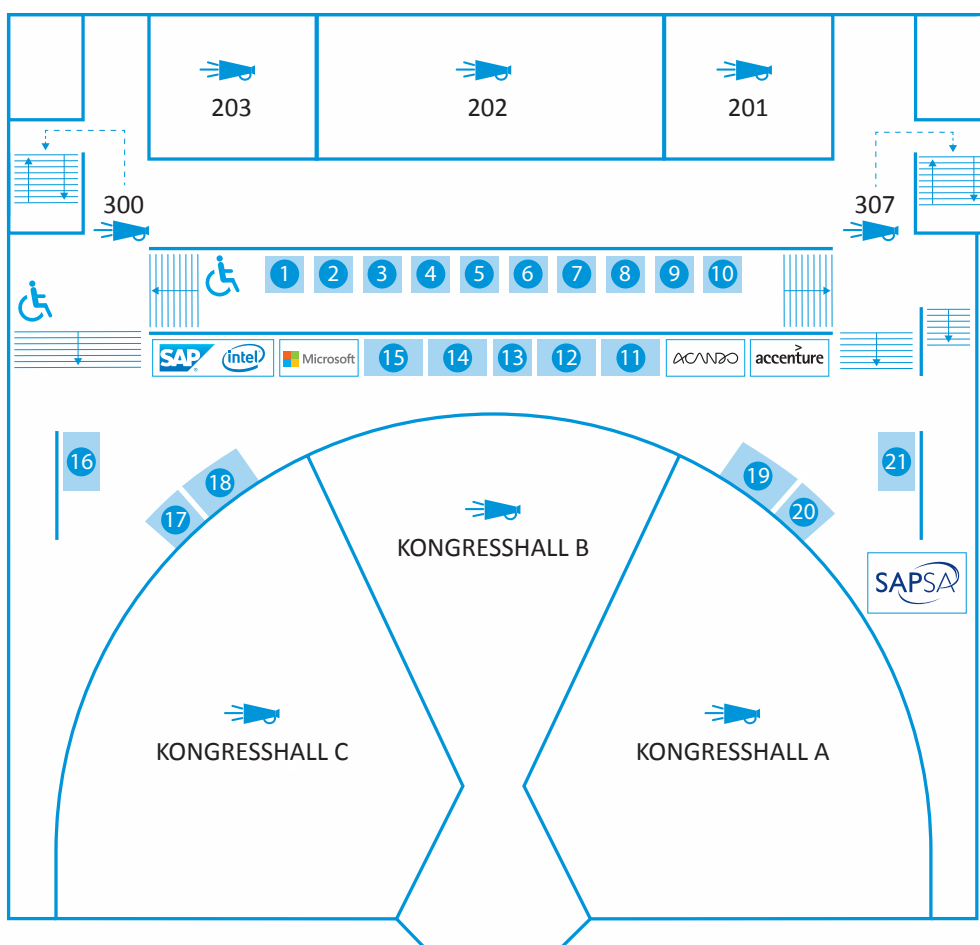 203
202
201
300
307
1 2 3 4 5 6 7 8 9 10
SAP® intel Microsoft 15 14 13 12 11 ACANDO accenture
>
16
18
17
19
20
21
KONGRESSHALL B
SAPSA
KONGRESSHALL C
KONGRESSHALL A